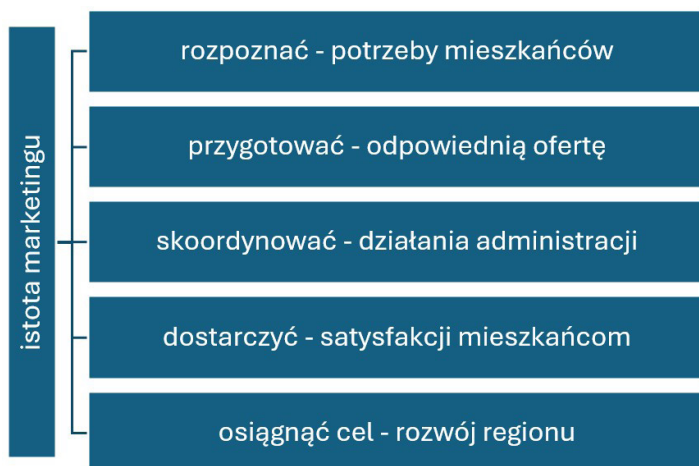 istota marketingu
rozpoznać - potrzeby mieszkańców
przygotować - odpowiednią ofertę
skoordynować - działania administracji
dostarczyć - satysfakcji mieszkańcom
osiągnąć cel - rozwój regionu